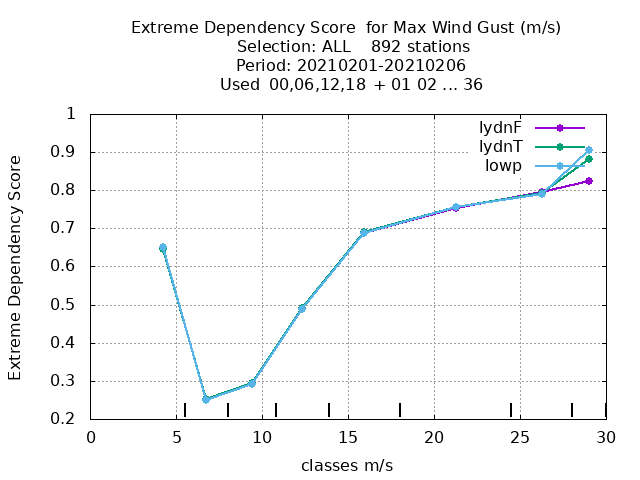 Extreme Dependency Score  for Max Wind Gust (m/s)
Selection: ALL    892 stations
Period: 20210201-20210206
Used  00,06,12,18  + 01 02 ... 36
lydnF
lydnT
lowp
1
0.9
0.8
0.7
0.6
0.5
0.4
0.3
0.2
Extreme Dependency Score
0 5 10 15 20 25 30
classes m/s